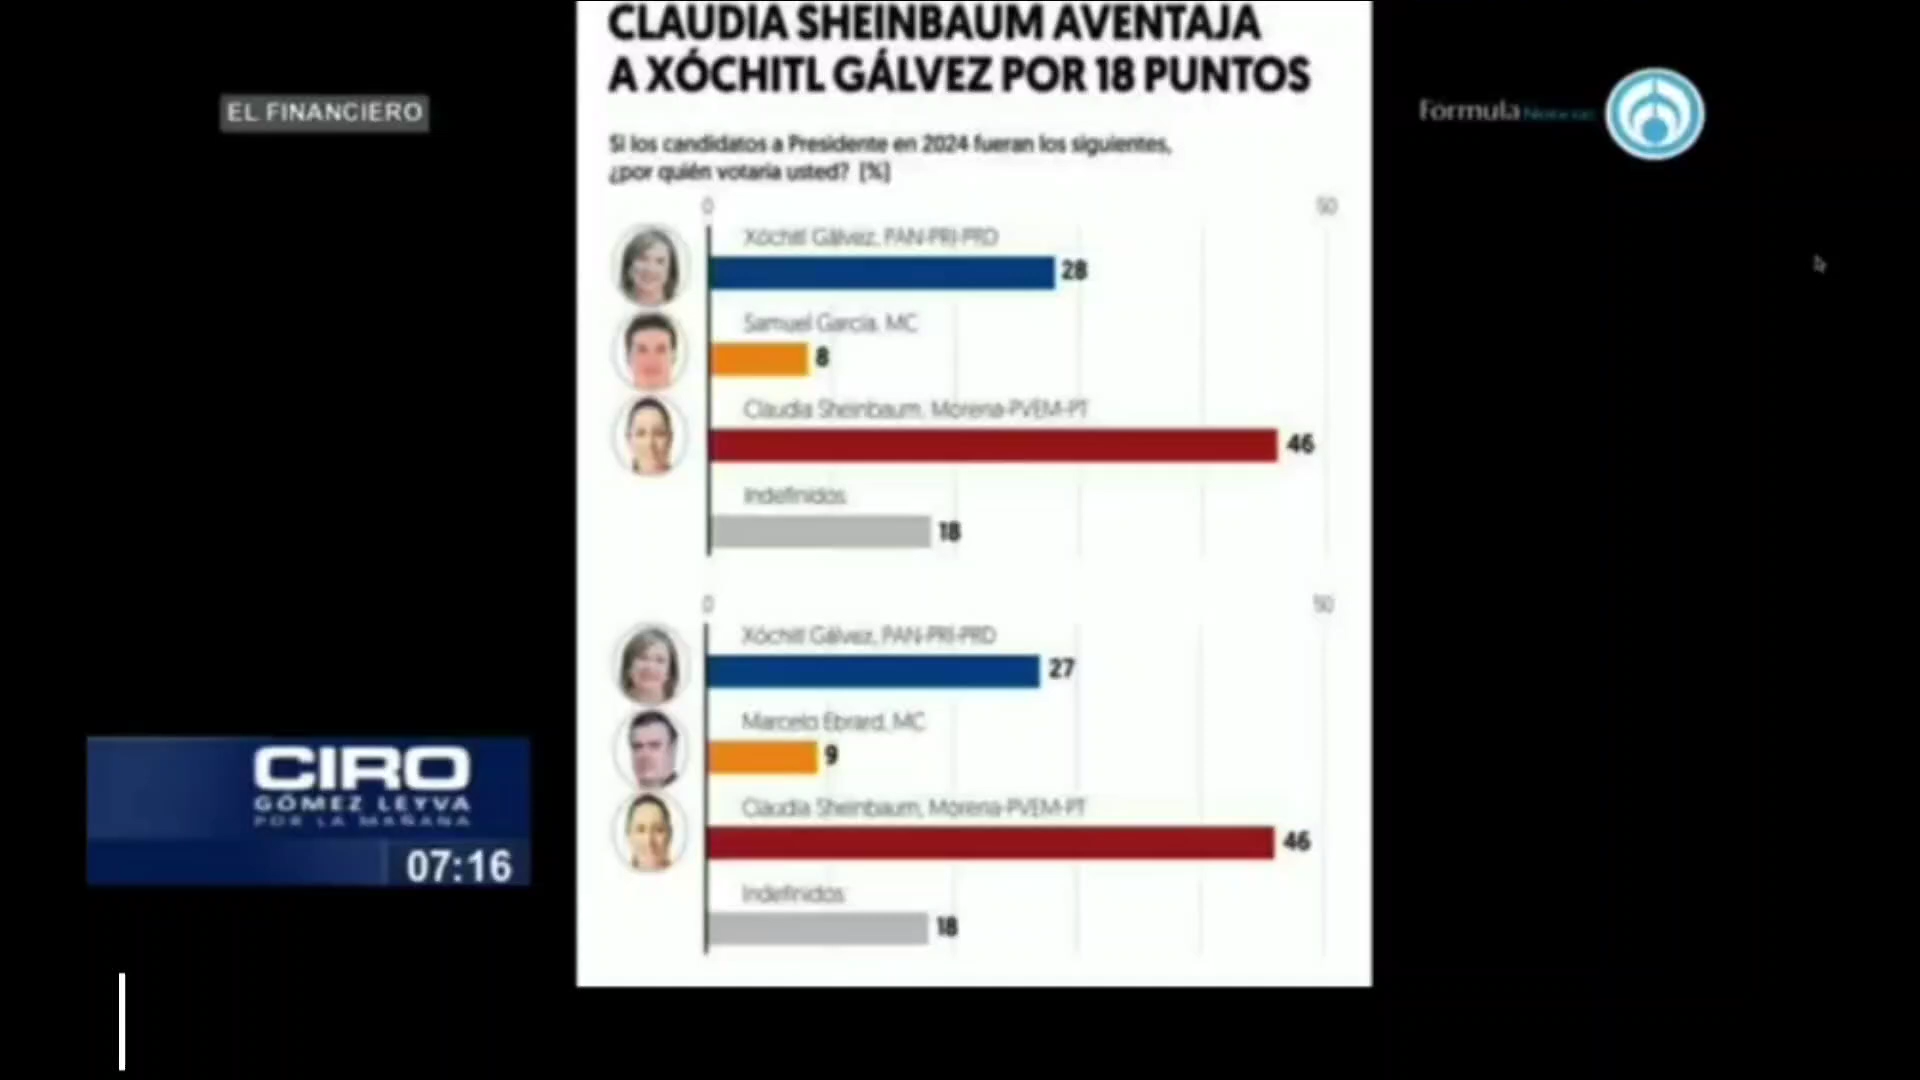 CLAUDIA SHEINBAUM AVENTAJA
A XÓCHITL GÁLVEZ POR 18 PUNTOS
EL FINANCIERO
Fórmula
Si los candidatos a Presidente en 2024 fueran los siguientes,
¿por quién votaría usted? [%]
0 50
Xóchitl Gálvez, PAN-PRI-PRD
28
Samuel García, MC
8
Claudia Sheinbaum, Morena-PVEM-PT
46
Indefinidos
18
0 50
Xóchitl Gálvez, PAN-PRI-PRD
27
Marcelo Ebrard, MC
9
Claudia Sheinbaum, Morena-PVEM-PT
46
Indefinidos
18
CIRO
GÓMEZ LEYVA
POR LA MAÑANA
07:16